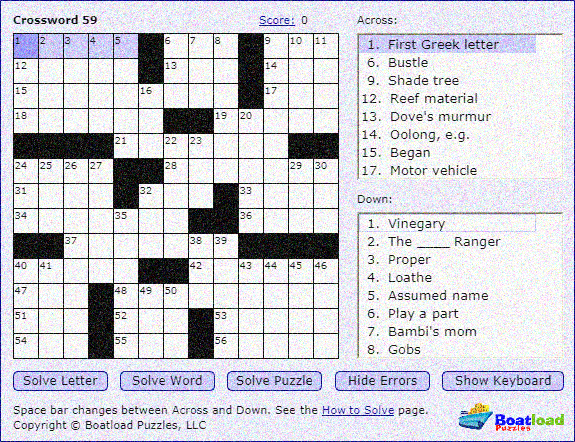 Crossword 59
Score: 0
1 2 3 4 5 6 7 8 9 10 11
12 13 14
15 16 17
18 19 20
21 22 23
24 25 26 27 28 29 30
31 32 33
34 35 36
37 38 39
40 41 42 43 44 45 46
47 48 49 50
51 52 53
54 55 56
Across:
1. First Greek letter
6. Bustle
9. Shade tree
12. Reef material
13. Dove's murmur
14. Oolong, e.g.
15. Began
17. Motor vehicle
Down:
1. Vinegary
2. The ____ Ranger
3. Proper
4. Loathe
5. Assumed name
6. Play a part
7. Bambi's mom
8. Gobs
Solve Letter Solve Word Solve Puzzle Hide Errors Show Keyboard
Space bar changes between Across and Down. See the How to Solve page.
Copyright © Boatload Puzzles, LLC
Boatload
Puzzles